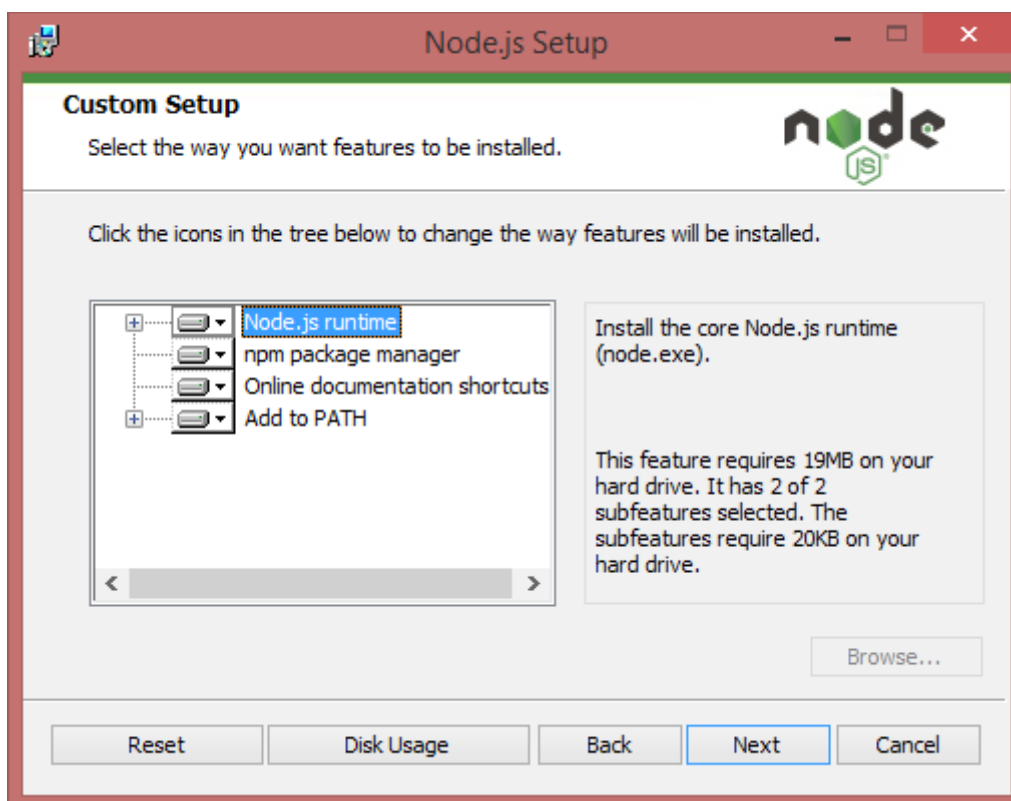 Node.js Setup
Custom Setup
Select the way you want features to be installed.
node
JS
Click the icons in the tree below to change the way features will be installed.
Node.js runtime
npm package manager
Online documentation shortcuts
Add to PATH
Install the core Node.js runtime
(node.exe).
This feature requires 19MB on your
hard drive. It has 2 of 2
subfeatures selected. The
subfeatures require 20KB on your
hard drive.
Browse...
Reset
Disk Usage
Back
Next
Cancel